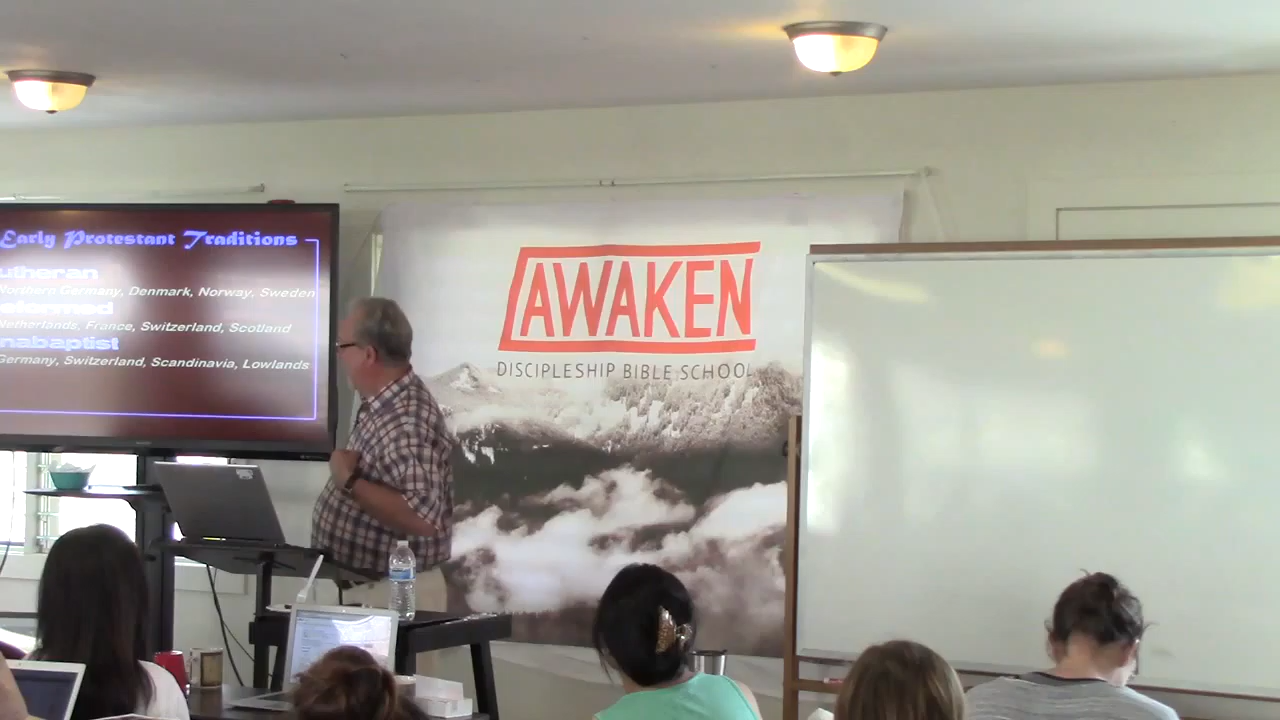 Early Protestant Traditions
utheran
Northern Germany, Denmark, Norway, Sweden
eformed
Netherlands, France, Switzerland, Scotland
nabaptist
Germany, Switzerland, Scandinavia, Lowlands
AWAKEN
DISCIPLESHIP BIBLE SCHOOL